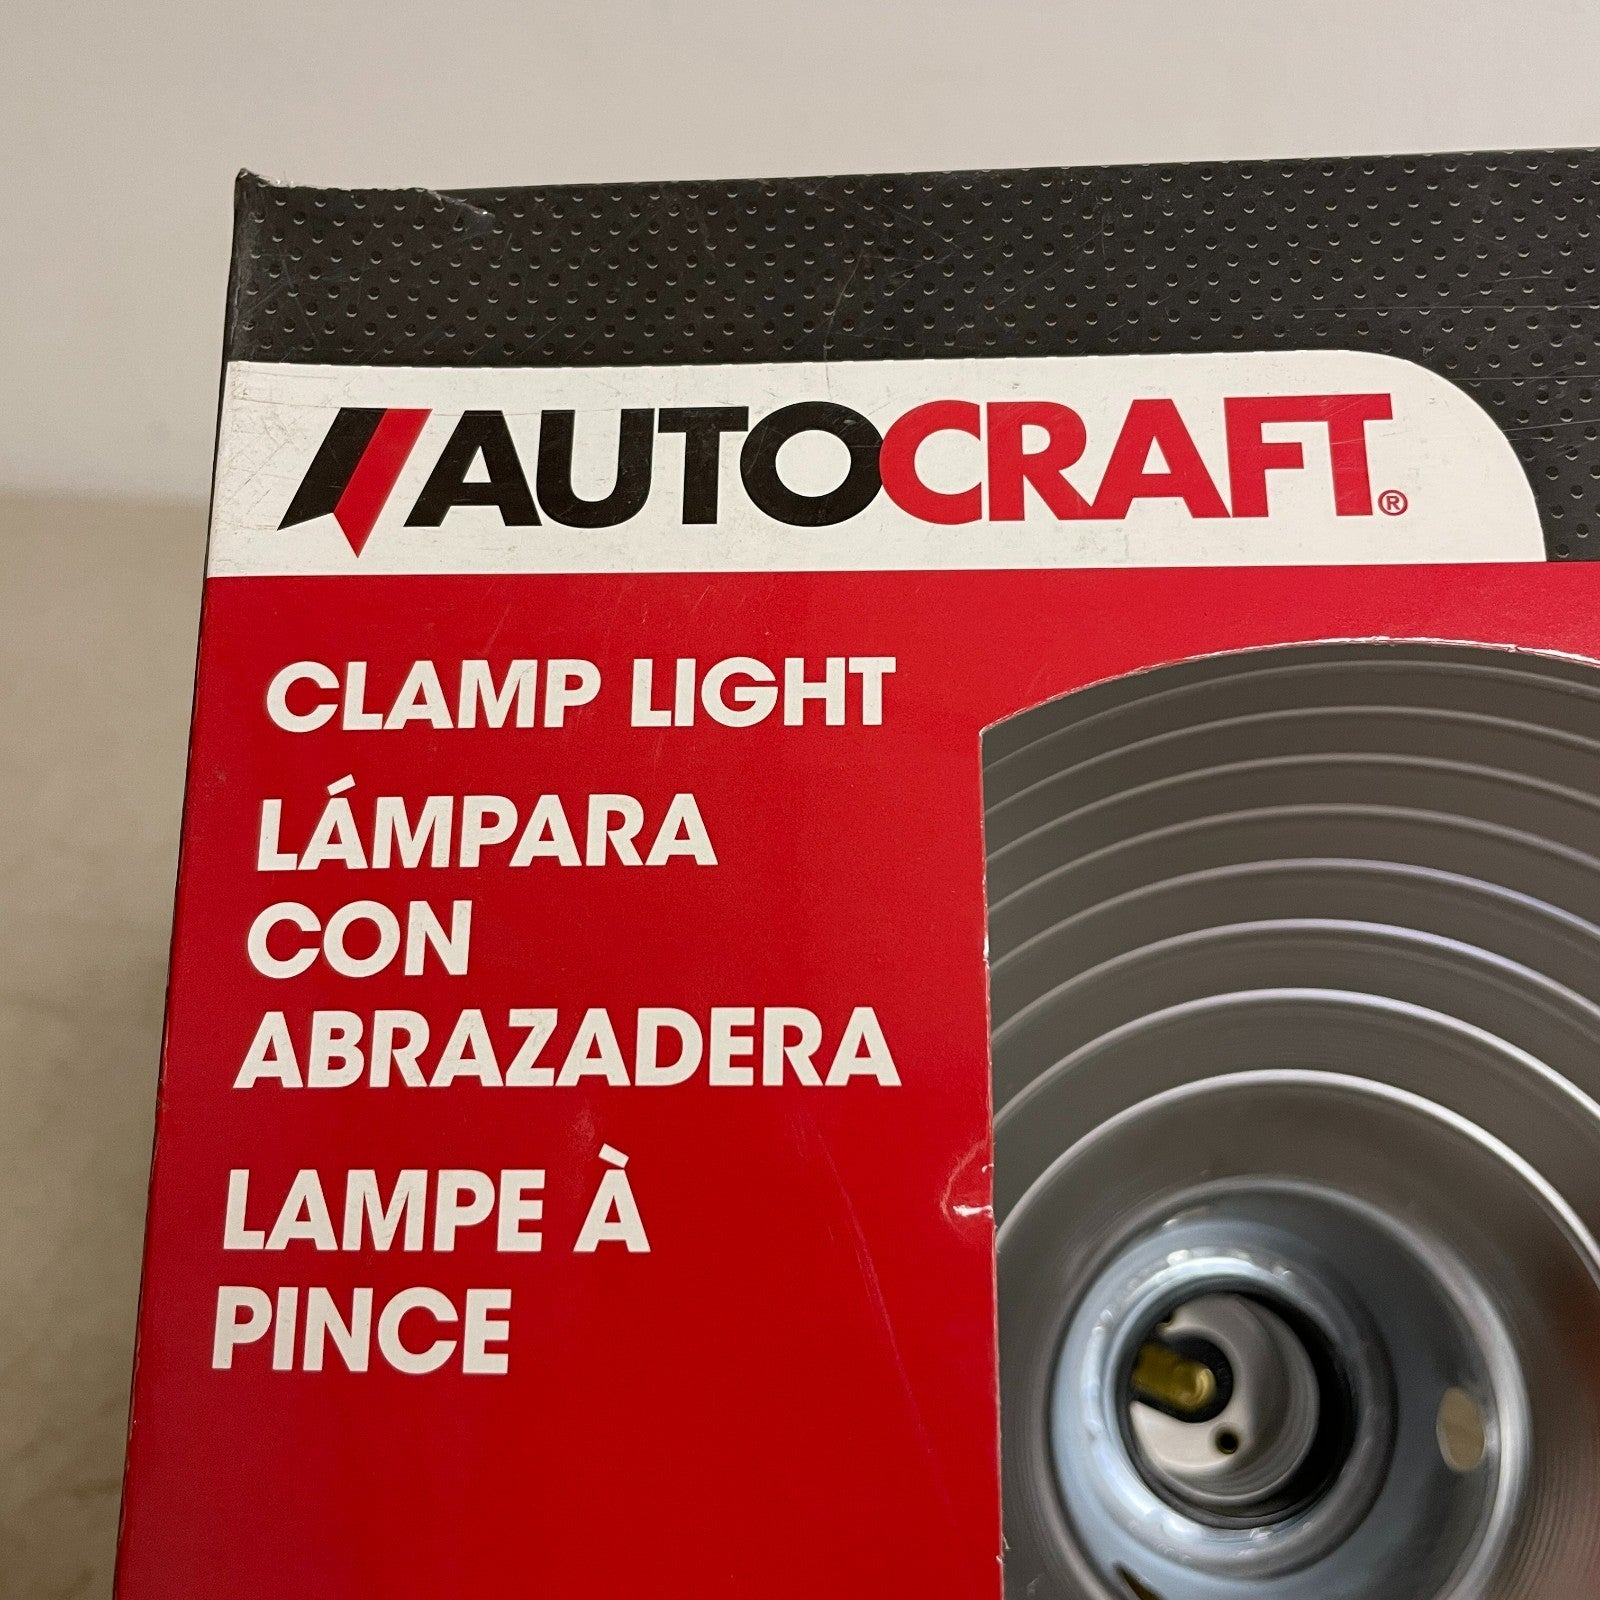 AUTOCRAFT®
CLAMP LIGHT
LÁMPARA
CON
ABRAZADERA
LAMPE À
PINCE